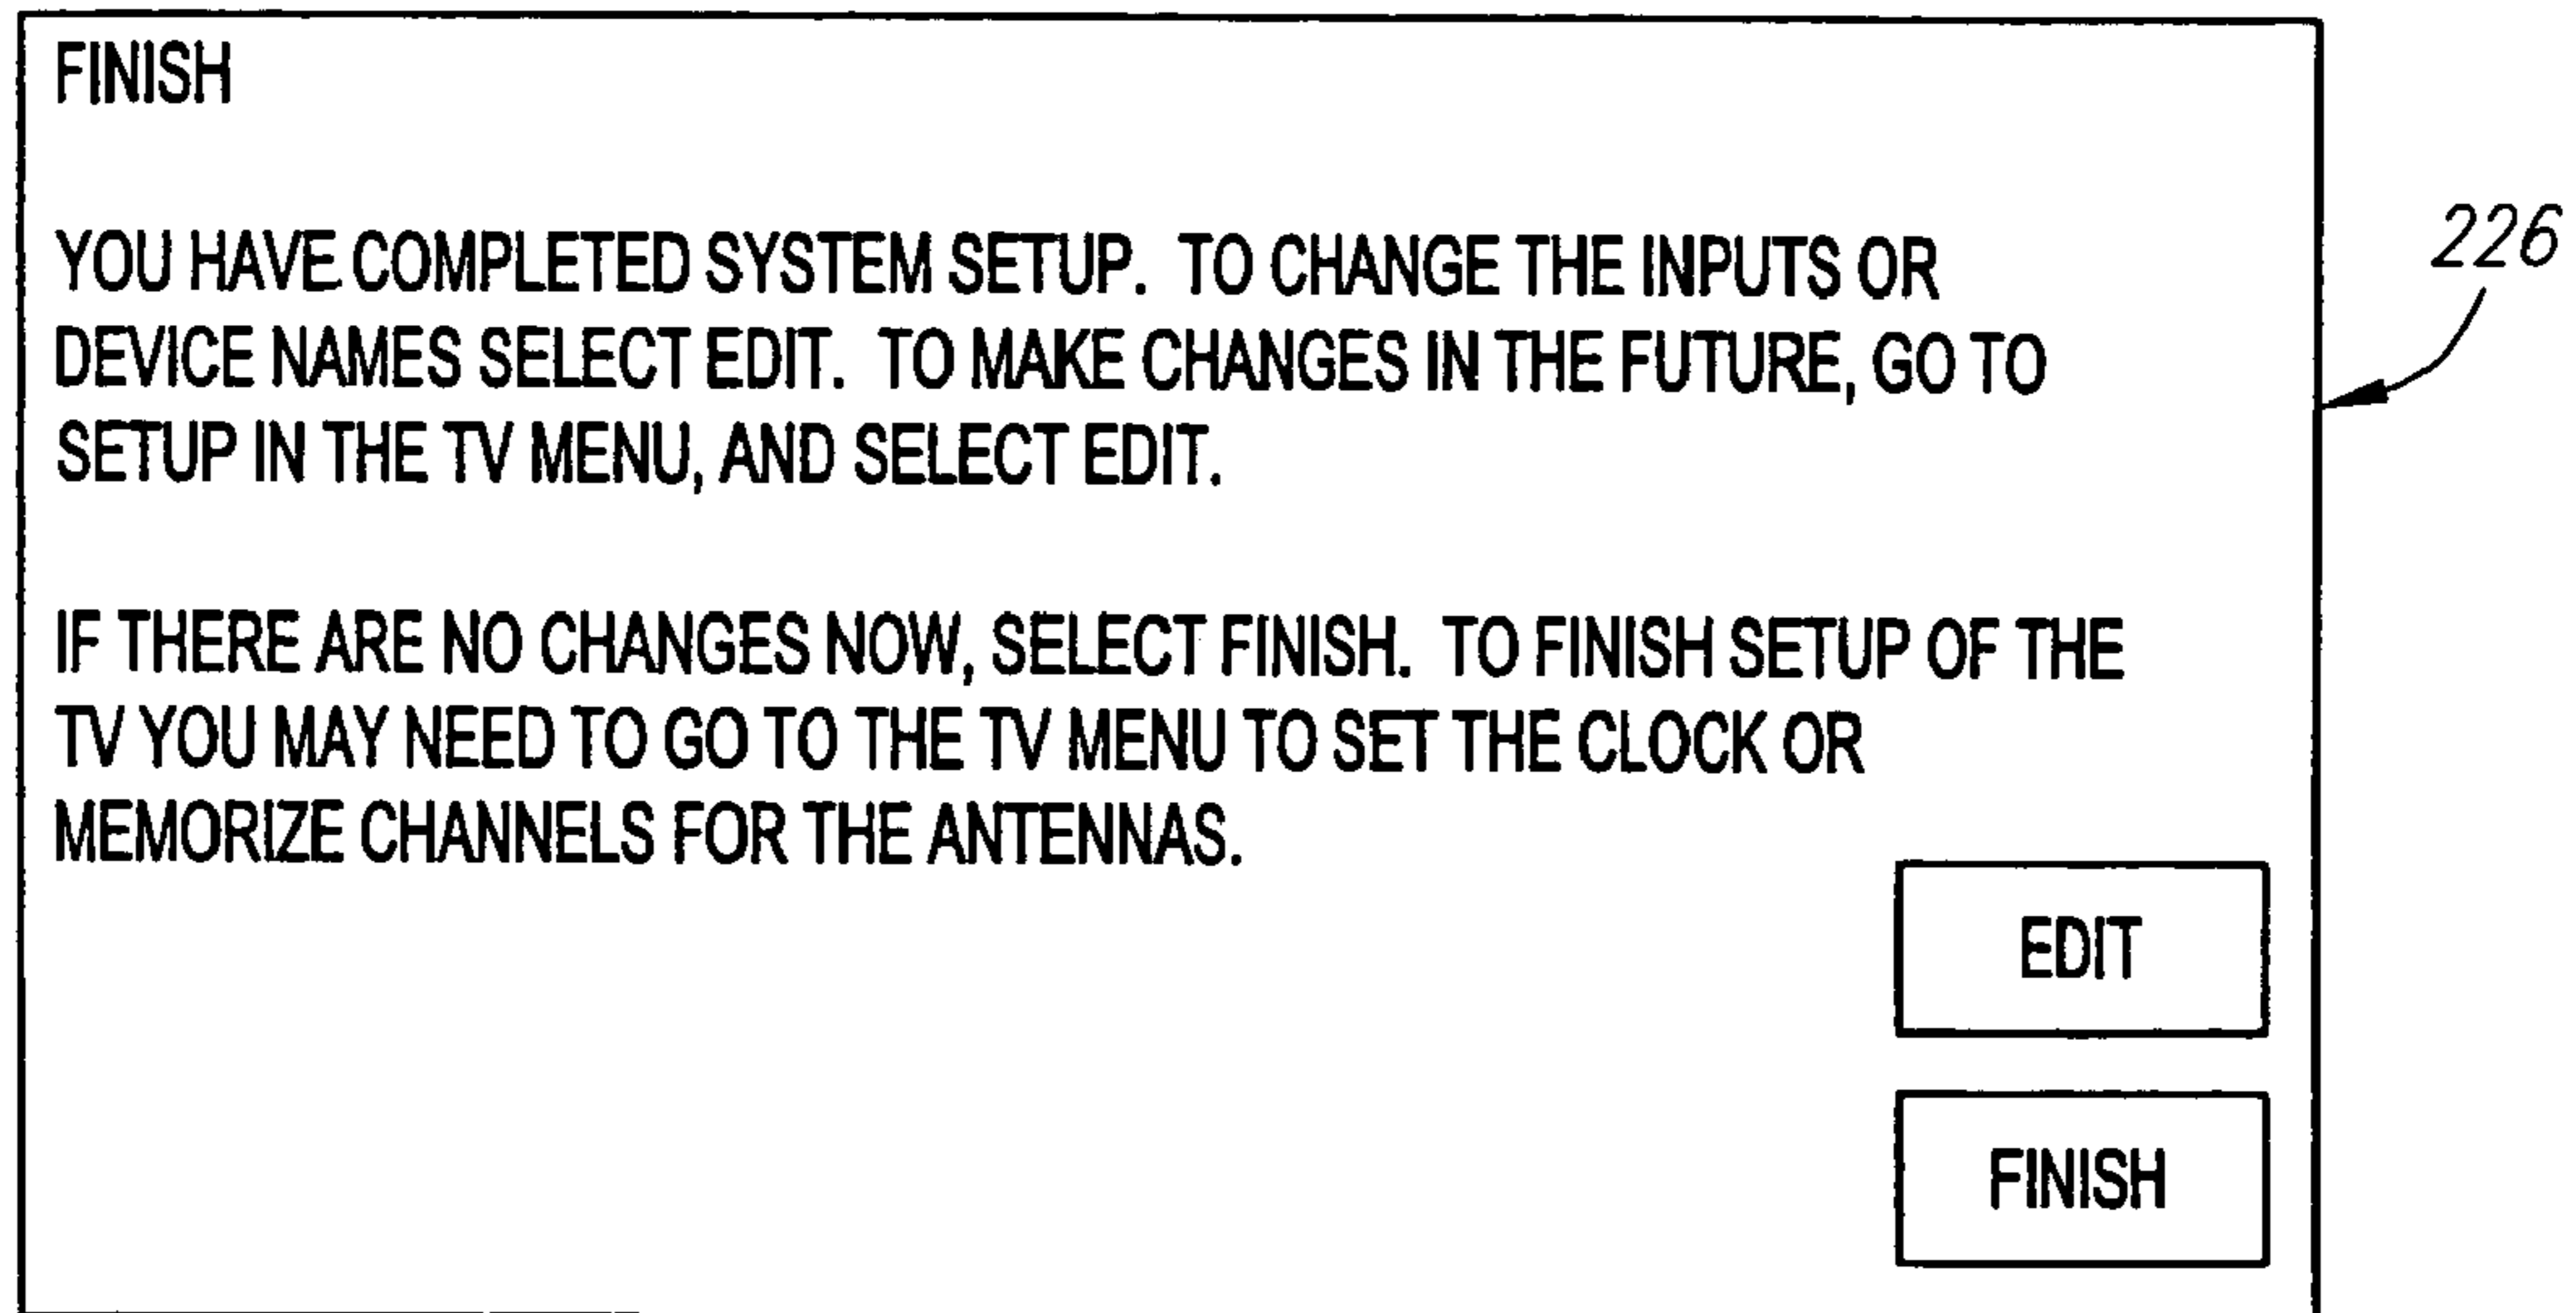 FINISH
YOU HAVE COMPLETED SYSTEM SETUP. TO CHANGE THE INPUTS OR
DEVICE NAMES SELECT EDIT. TO MAKE CHANGES IN THE FUTURE, GO TO
SETUP IN THE TV MENU, AND SELECT EDIT.
IF THERE ARE NO CHANGES NOW, SELECT FINISH. TO FINISH SETUP OF THE
TV YOU MAY NEED TO GO TO THE TV MENU TO SET THE CLOCK OR
MEMORIZE CHANNELS FOR THE ANTENNAS.
EDIT
FINISH
226